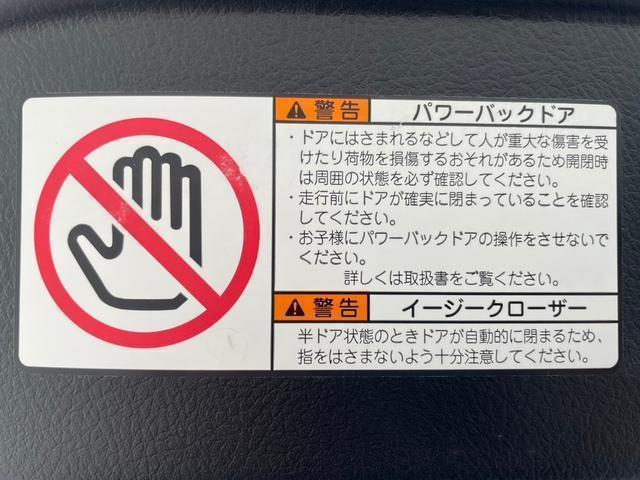 警告 パワーバックドア
・ドアにはさまれるなどして人が重大な傷害を受
けたり荷物を損傷するおそれがあるため開閉時
は周囲の状態を必ず確認してください。
・走行前にドアが確実に閉まっていることを確認
してください。
・お子様にパワーバックドアの操作をさせないで
ください。
詳しくは取扱書をご覧ください。
警告 イージークローザー
半ドア状態のときドアが自動的に閉まるため、
指をはさまないよう十分注意してください。